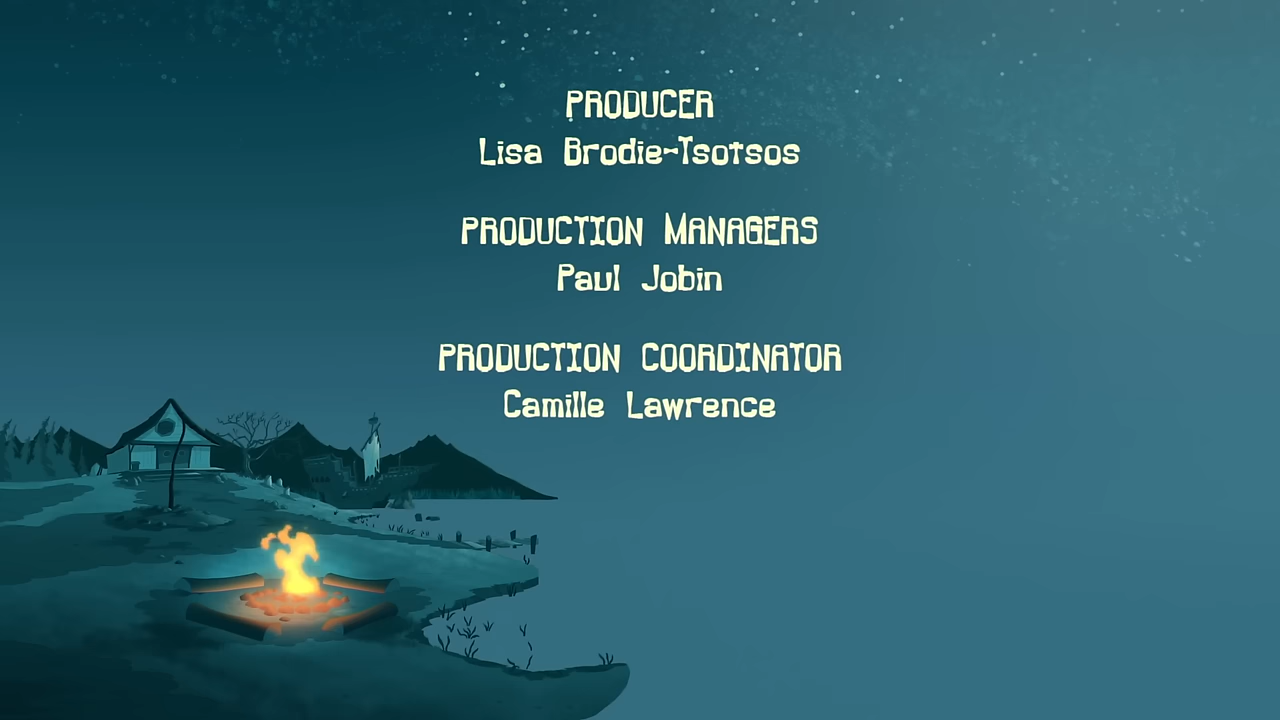 PRODUCER
Lisa Brodie-Tsotsos
PRODUCTION MANAGERS
Paul Jobin
PRODUCTION COORDINATOR
Camille Lawrence